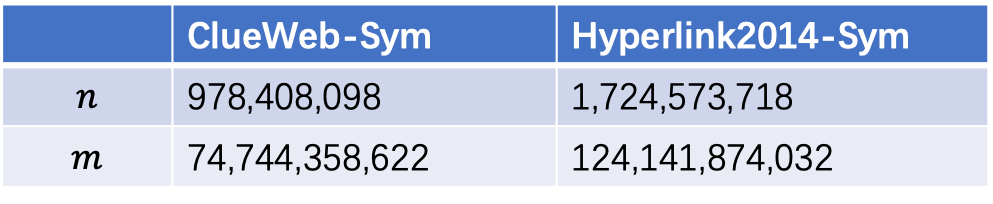 ClueWeb-Sym Hyperlink2014-Sym
n 978,408,098 1,724,573,718
m 74,744,358,622 124,141,874,032